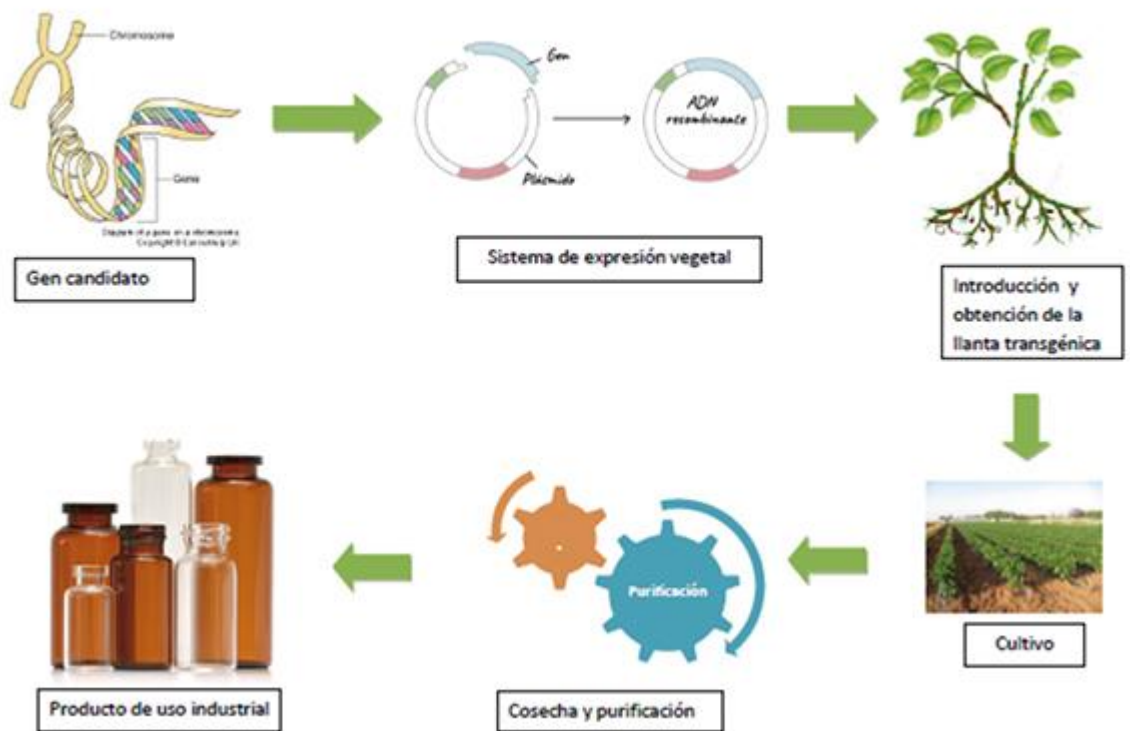 Chromosome
Gene
Gen candidato
Gen
Plásmido
ADN
recombinante
Sistema de expresión vegetal
Introducción y
obtención de la
llanta transgénica
Cultivo
Purificación
Cosecha y purificación
Producto de uso industrial